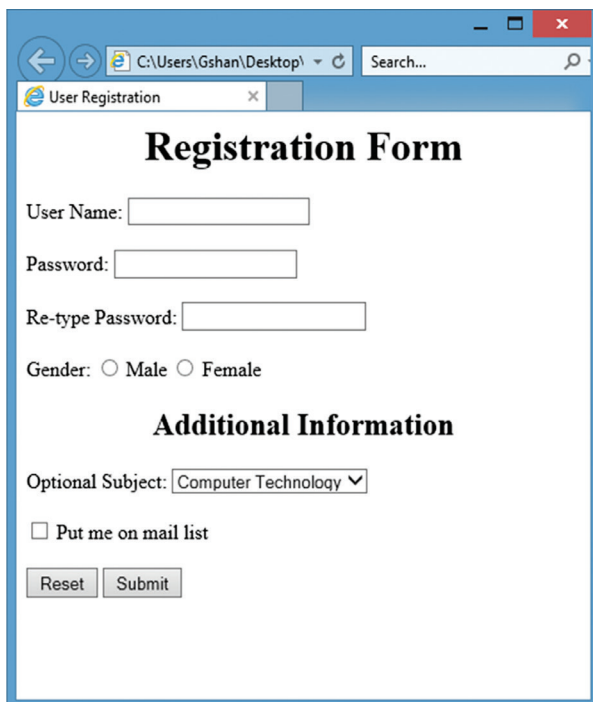 C:\Users\Gshan\Desktop\ Search...
User Registration
Registration Form
User Name:
Password:
Re-type Password:
Gender: Male Female
Additional Information
Optional Subject: Computer Technology
Put me on mail list
Reset Submit